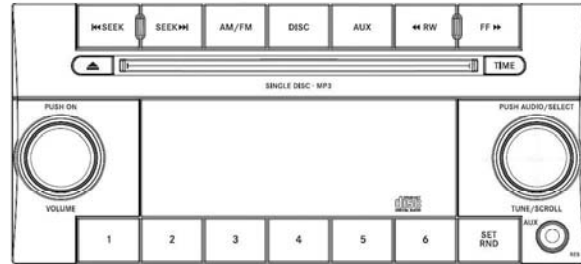 SEEK
SEEK
AM/FM
DISC
AUX
RW
FF
TIME
SINGLE DISC · MP3
PUSH ON
PUSH AUDIO/SELECT
VOLUME
TUNE/SCROLL
1
2
3
4
5
6
SET
RND
AUX